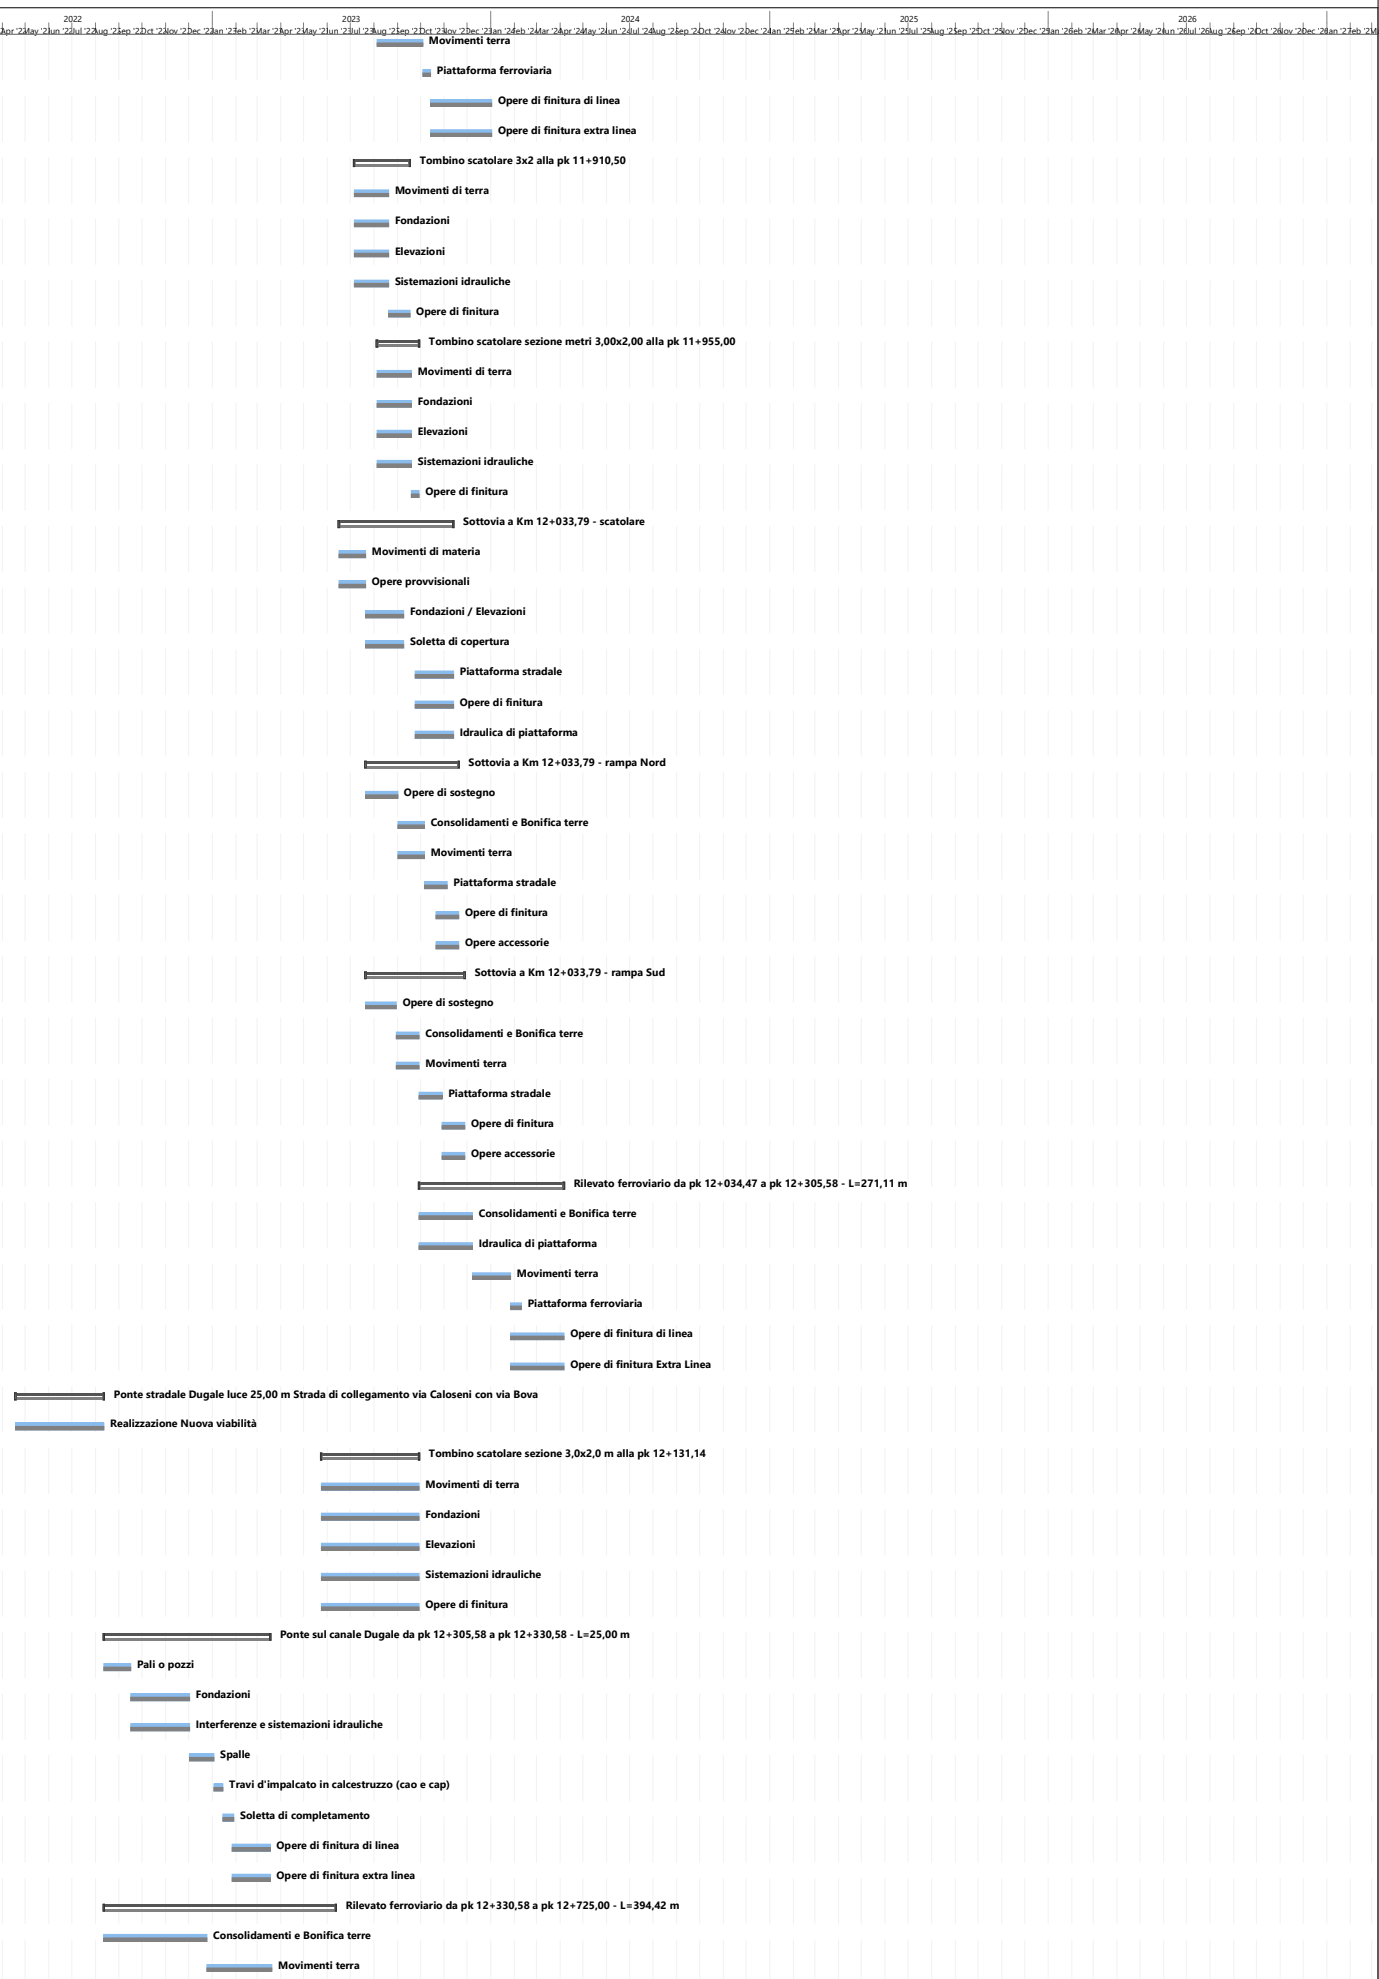 2022 2023 2024 2025 2026
Movimenti terra
Piattaforma ferroviaria
Opere di finitura di linea
Opere di finitura extra linea
Tombino scatolare 3x2 alla pk 11+910,50
Movimenti di terra
Fondazioni
Elevazioni
Sistemazioni idrauliche
Opere di finitura
Tombino scatolare sezione metri 3,00x2,00 alla pk 11+955,00
Movimenti di terra
Fondazioni
Elevazioni
Sistemazioni idrauliche
Opere di finitura
Sottovia a Km 12+033,79 - scatolare
Movimenti di materia
Opere provvisionali
Fondazioni / Elevazioni
Soletta di copertura
Piattaforma stradale
Opere di finitura
Idraulica di piattaforma
Sottovia a Km 12+033,79 - rampa Nord
Opere di sostegno
Consolidamenti e Bonifica terre
Movimenti terra
Piattaforma stradale
Opere di finitura
Opere accessorie
Sottovia a Km 12+033,79 - rampa Sud
Opere di sostegno
Consolidamenti e Bonifica terre
Movimenti terra
Piattaforma stradale
Opere di finitura
Opere accessorie
Rilevato ferroviario da pk 12+034,47 a pk 12+305,58 - L=271,11 m
Consolidamenti e Bonifica terre
Idraulica di piattaforma
Movimenti terra
Piattaforma ferroviaria
Opere di finitura di linea
Opere di finitura Extra Linea
Ponte stradale Dugale luce 25,00 m Strada di collegamento via Caloseni con via Bova
Realizzazione Nuova viabilità
Tombino scatolare sezione 3,0x2,0 m alla pk 12+131,14
Movimenti di terra
Fondazioni
Elevazioni
Sistemazioni idrauliche
Opere di finitura
Ponte sul canale Dugale da pk 12+305,58 a pk 12+330,58 - L=25,00 m
Pali o pozzi
Fondazioni
Interferenze e sistemazioni idrauliche
Spalle
Travi d'impalcato in calcestruzzo (cao e cap)
Soletta di completamento
Opere di finitura di linea
Opere di finitura extra linea
Rilevato ferroviario da pk 12+330,58 a pk 12+725,00 - L=394,42 m
Consolidamenti e Bonifica terre
Movimenti terra